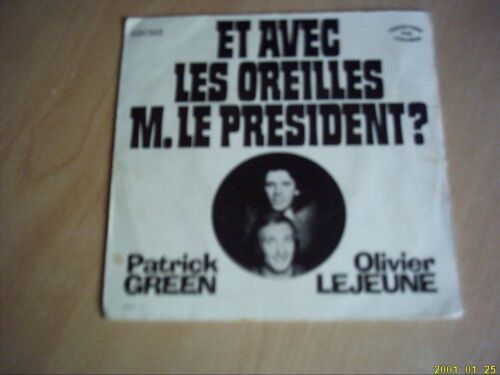 ET AVEC
LES OREILLES
M. LE PRESIDENT?
Patrick
GREEN
Olivier
LEJEUNE
2001 01 25